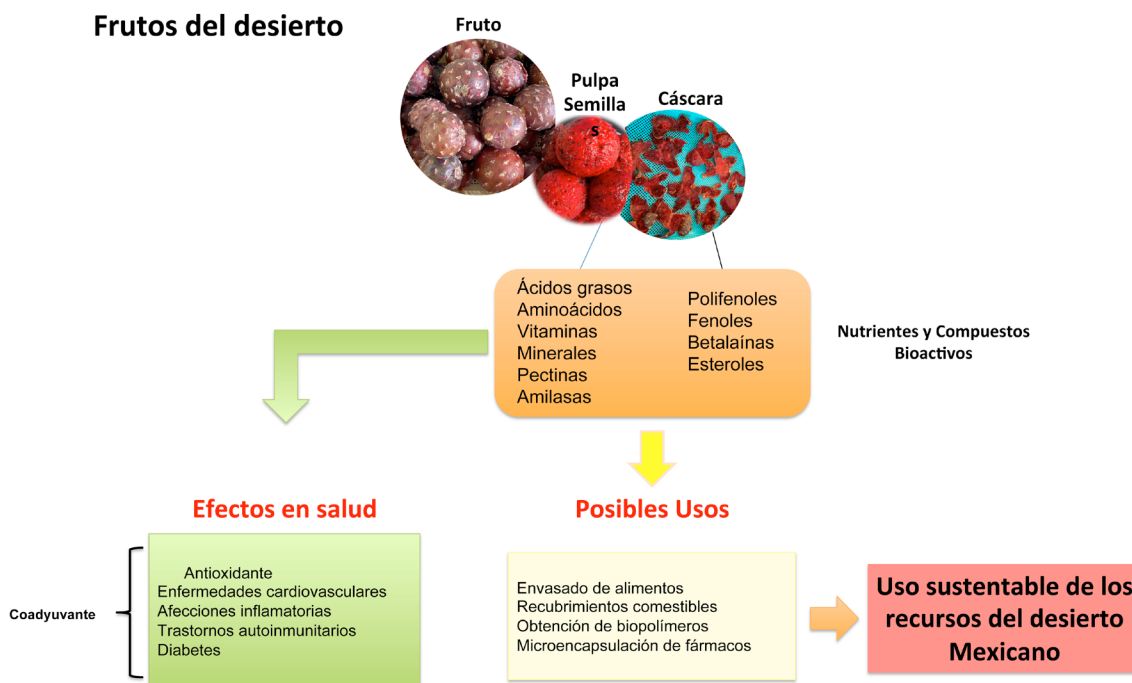 Frutos del desierto
Fruto
Pulpa
Semilla
s
Cáscara
Ácidos grasos
Aminoácidos
Vitaminas
Minerales
Pectinas
Amilasas
Polifenoles
Fenoles
Betalaínas
Esteroles
Nutrientes y Compuestos
Bioactivos
Efectos en salud
Coadyuvante
Antioxidante
Enfermedades cardiovasculares
Afecciones inflamatorias
Trastornos autoinmunitarios
Diabetes
Posibles Usos
Envasado de alimentos
Recubrimientos comestibles
Obtención de biopolímeros
Microencapsulación de fármacos
Uso sustentable de los
recursos del desierto
Mexicano